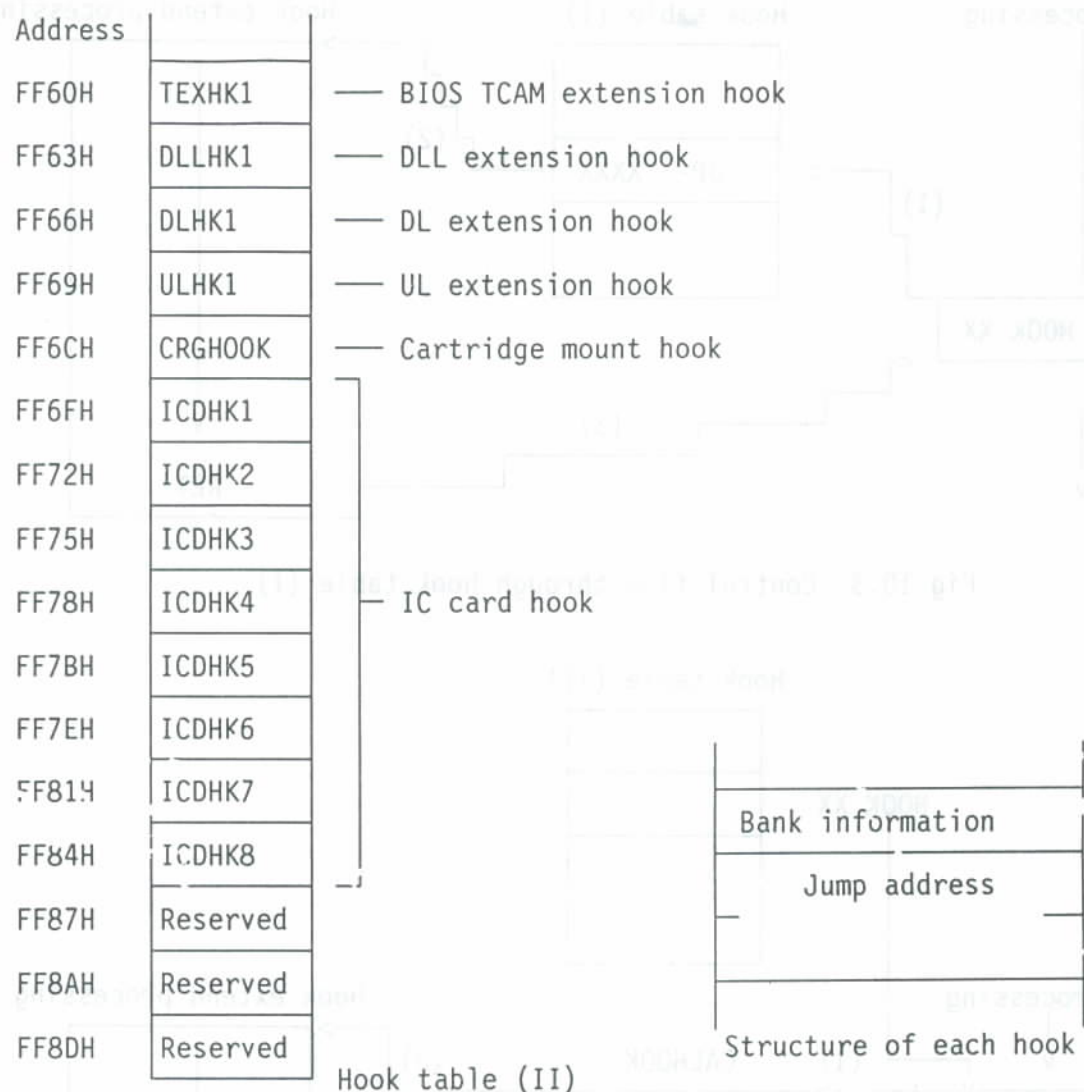 Address
FF60H TEXHK1 BIOS TCAM extension hook
FF63H DLLHK1 DLL extension hook
FF66H DLHK1 DL extension hook
FF69H ULHK1 UL extension hook
FF6CH CRGHOOK Cartridge mount hook
FF6FH ICDHK1
FF72H ICDHK2
FF75H ICDHK3
FF78H ICDHK4 IC card hook
FF7BH ICDHK5
FF7EH ICDHK6
FF81H ICDHK7
FF84H ICDHK8
FF87H Reserved
FF8AH Reserved
FF8DH Reserved
Hook table (II)
Bank information
Jump address
Structure of each hook